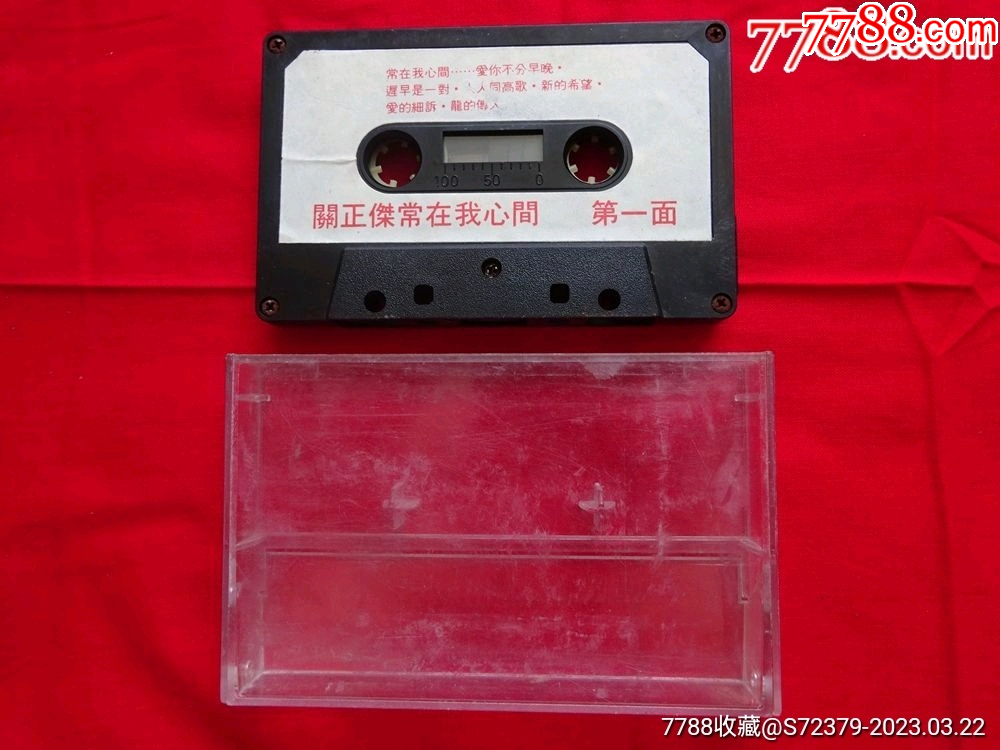 7788.com
常在我心間……愛你不分早晚。
遲早是一對。人同高歌。新的希望。
愛的細訴。龍的傳人
100 50 0
關正傑常在我心間 第一面
7788收藏@S72379-2023.03.22